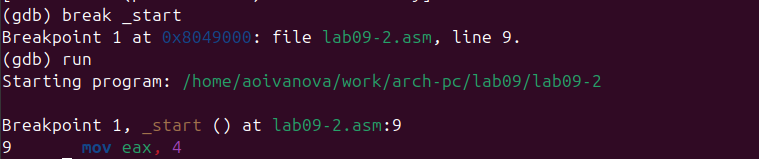 (gdb) break _start
Breakpoint 1 at 0x8049000: file lab09-2.asm, line 9.
(gdb) run
Starting program: /home/aoivanova/work/arch-pc/lab09/lab09-2

Breakpoint 1, _start () at lab09-2.asm:9
9	mov eax, 4